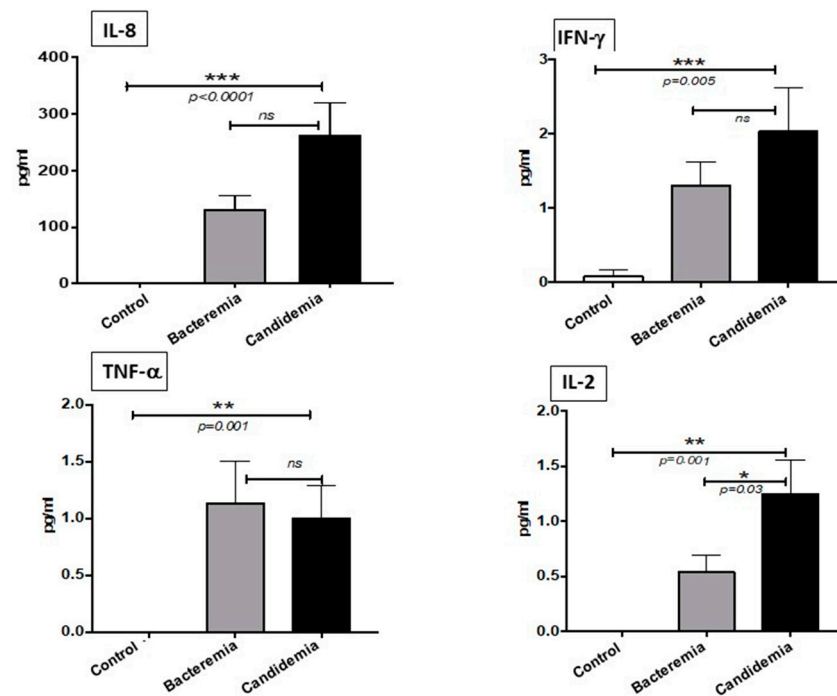 IL-8
400
300
200
100
0
pg/ml
***
p<0.0001
ns
Control
Bacteremia
Candidemia
IFN-γ
3
2
1
0
pg/ml
***
p=0.005
ns
Control
Bacteremia
Candidemia
TNF-α
2.0
1.5
1.0
0.5
0.0
pg/ml
**
p=0.001
ns
Control
Bacteremia
Candidemia
IL-2
2.0
1.5
1.0
0.5
0.0
pg/ml
**
p=0.001
*
p=0.03
Control
Bacteremia
Candidemia